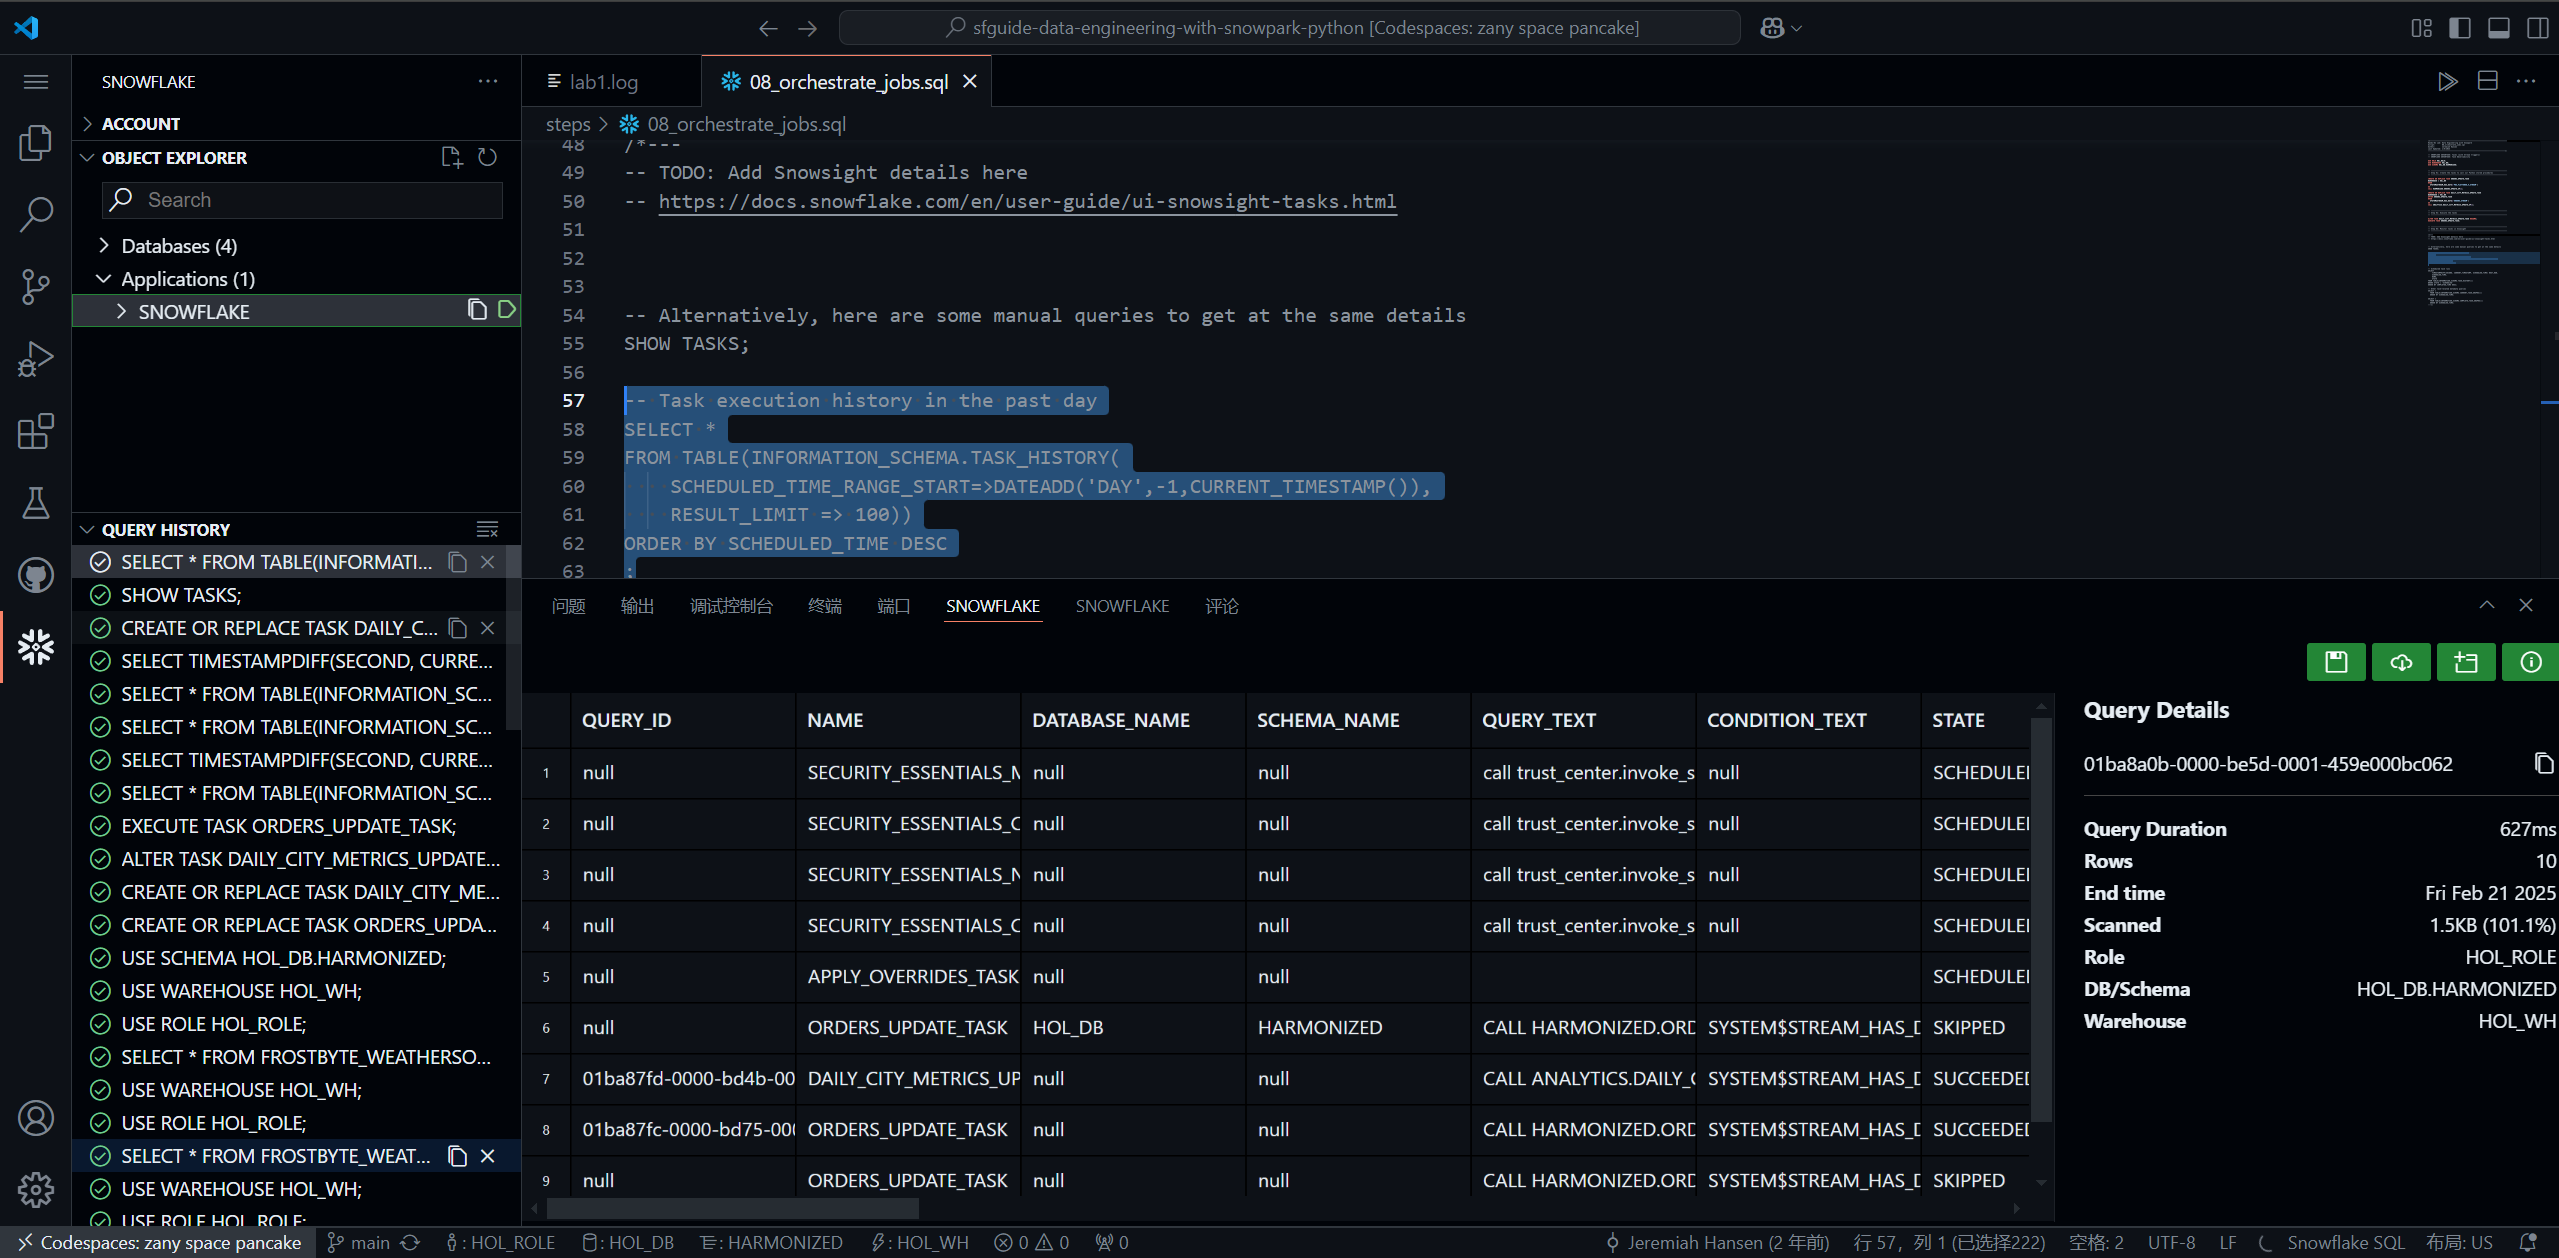 sfguide-data-engineering-with-snowpark-python [Codespaces: zany space pancake]
SNOWFLAKE
ACCOUNT
OBJECT EXPLORER
Search
Databases (4)
Applications (1)
SNOWFLAKE
QUERY HISTORY
SELECT * FROM TABLE(INFORMATI...
SHOW TASKS;
CREATE OR REPLACE TASK DAILY_C...
SELECT TIMESTAMPDIFF(SECOND, CURRE...
SELECT * FROM TABLE(INFORMATION_SC...
SELECT * FROM TABLE(INFORMATION_SC...
SELECT TIMESTAMPDIFF(SECOND, CURRE...
SELECT * FROM TABLE(INFORMATION_SC...
EXECUTE TASK ORDERS_UPDATE_TASK;
ALTER TASK DAILY_CITY_METRICS_UPDATE...
CREATE OR REPLACE TASK DAILY_CITY_ME...
CREATE OR REPLACE TASK ORDERS_UPDA...
USE SCHEMA HOL_DB.HARMONIZED;
USE WAREHOUSE HOL_WH;
USE ROLE HOL_ROLE;
SELECT * FROM FROSTBYTE_WEATHERSO...
USE WAREHOUSE HOL_WH;
USE ROLE HOL_ROLE;
SELECT * FROM FROSTBYTE_WEAT...
USE WAREHOUSE HOL_WH;
USE ROLE HOL_ROLE;
lab1.log
08_orchestrate_jobs.sql
steps > 08_orchestrate_jobs.sql
48 /*---
49 -- TODO: Add Snowsight details here
50 -- https://docs.snowflake.com/en/user-guide/ui-snowsight-tasks.html
51
52
53
54 -- Alternatively, here are some manual queries to get at the same details
55 SHOW TASKS;
56
57 -- Task execution history in the past day
58 SELECT *
59 FROM TABLE(INFORMATION_SCHEMA.TASK_HISTORY(
60 SCHEDULED_TIME_RANGE_START=>DATEADD('DAY',-1,CURRENT_TIMESTAMP()),
61 RESULT_LIMIT => 100))
62 ORDER BY SCHEDULED_TIME DESC
63 ;
问题 输出 调试控制台 终端 端口 SNOWFLAKE SNOWFLAKE 评论
QUERY_ID NAME DATABASE_NAME SCHEMA_NAME QUERY_TEXT CONDITION_TEXT STATE
1 null SECURITY_ESSENTIALS_M null null call trust_center.invoke_s null SCHEDULE
2 null SECURITY_ESSENTIALS_C null null call trust_center.invoke_s null SCHEDULE
3 null SECURITY_ESSENTIALS_N null null call trust_center.invoke_s null SCHEDULE
4 null SECURITY_ESSENTIALS_C null null call trust_center.invoke_s null SCHEDULE
5 null APPLY_OVERRIDES_TASK null null SCHEDULE
6 null ORDERS_UPDATE_TASK HOL_DB HARMONIZED CALL HARMONIZED.ORD SYSTEM$STREAM_HAS_D SKIPPED
7 01ba87fd-0000-bd4b-00 DAILY_CITY_METRICS_UP null null CALL ANALYTICS.DAILY_C SYSTEM$STREAM_HAS_D SUCCEEDED
8 01ba87fc-0000-bd75-000 ORDERS_UPDATE_TASK null null CALL HARMONIZED.ORD SYSTEM$STREAM_HAS_D SUCCEEDED
9 null ORDERS_UPDATE_TASK null null CALL HARMONIZED.ORD SYSTEM$STREAM_HAS_D SKIPPED
Query Details
01ba8a0b-0000-be5d-0001-459e000bc062
Query Duration 627ms
Rows 10
End time Fri Feb 21 2025
Scanned 1.5KB (101.1%)
Role HOL_ROLE
DB/Schema HOL_DB.HARMONIZED
Warehouse HOL_WH
Codespaces: zany space pancake main : HOL_ROLE : HOL_DB : HARMONIZED : HOL_WH 0 0 0 Jeremiah Hansen (2 年前) 行 57，列 1 (已选择222) 空格: 2 UTF-8 LF Snowflake SQL 布局: US